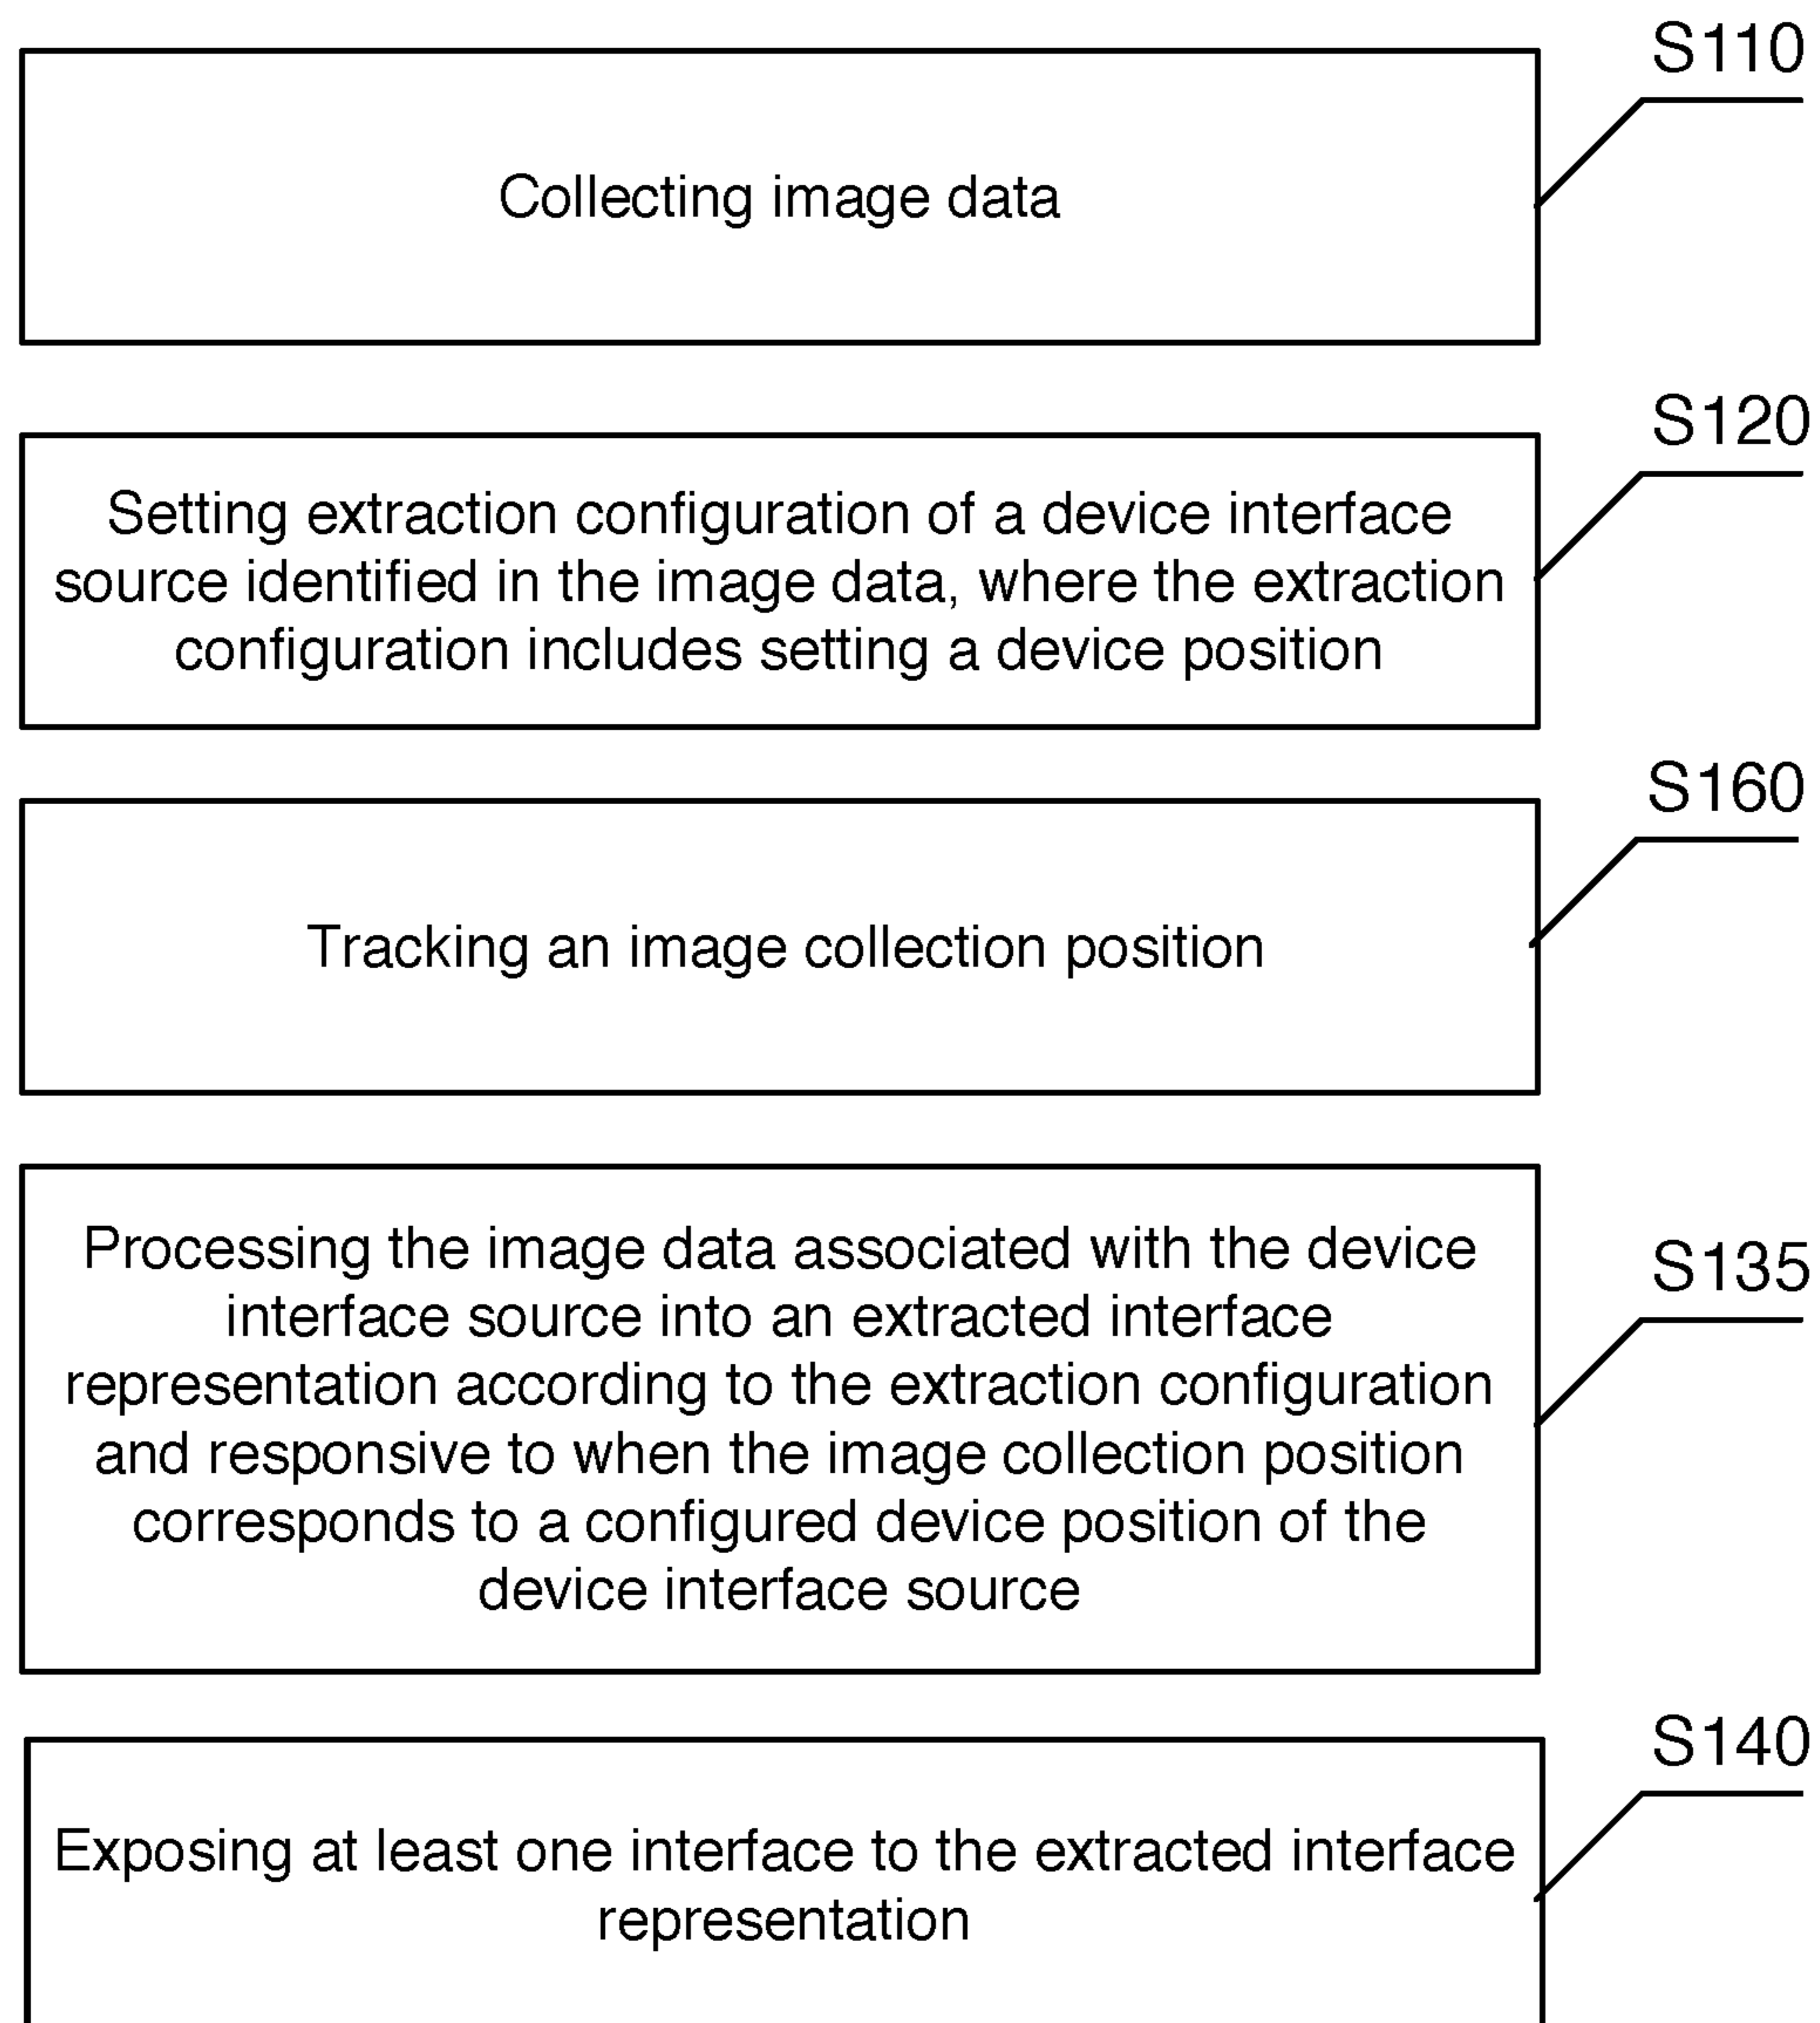 S110
Collecting image data
S120
Setting extraction configuration of a device interface
source identified in the image data, where the extraction
configuration includes setting a device position
S160
Tracking an image collection position
S135
Processing the image data associated with the device
interface source into an extracted interface
representation according to the extraction configuration
and responsive to when the image collection position
corresponds to a configured device position of the
device interface source
S140
Exposing at least one interface to the extracted interface
representation